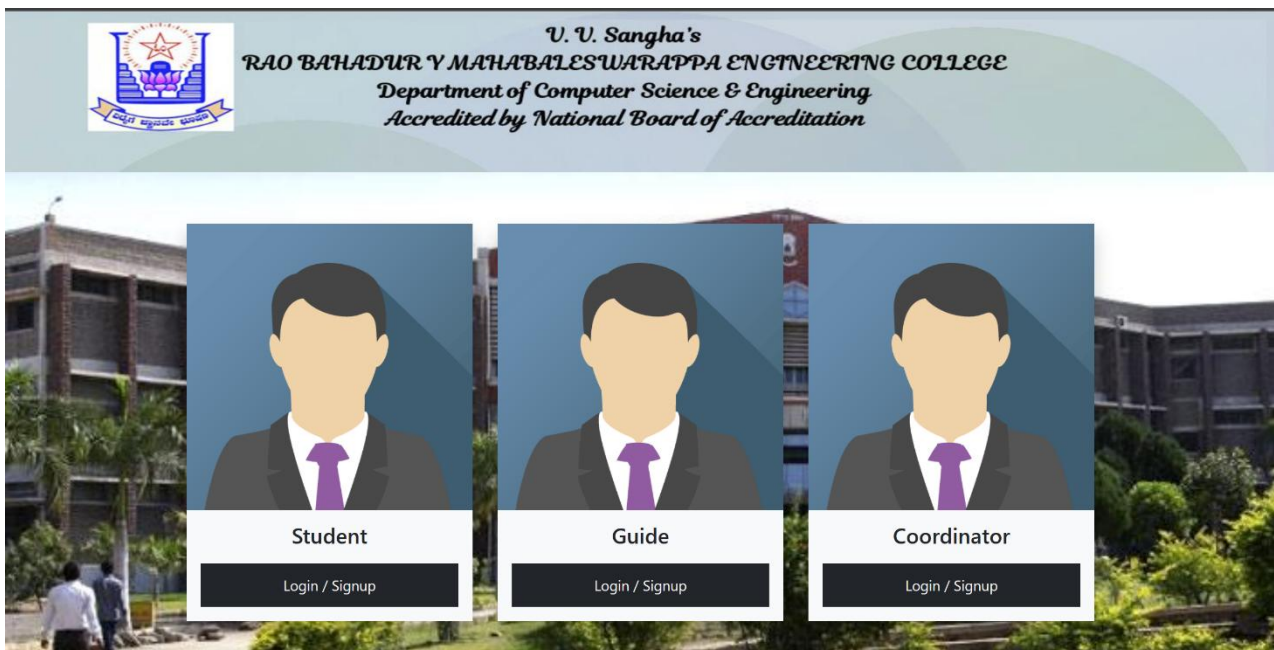 V. V. Sangha's
RAO BAHADUR Y MAHABALESWARAPPA ENGINEERING COLLEGE
Department of Computer Science & Engineering
Accredited by National Board of Accreditation
Student
Guide
Coordinator
Login / Signup
Login / Signup
Login / Signup